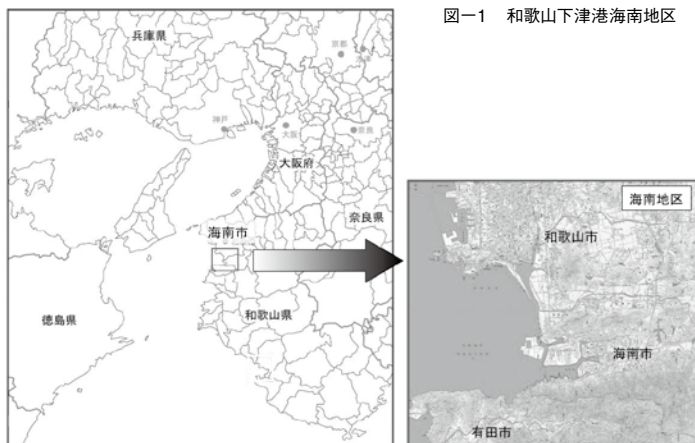 図－1　和歌山下津港海南地区
兵庫県
京都
神戸
大阪
奈良
大阪府
奈良県
海南市
和歌山県
徳島県
海南地区
和歌山市
海南市
有田市